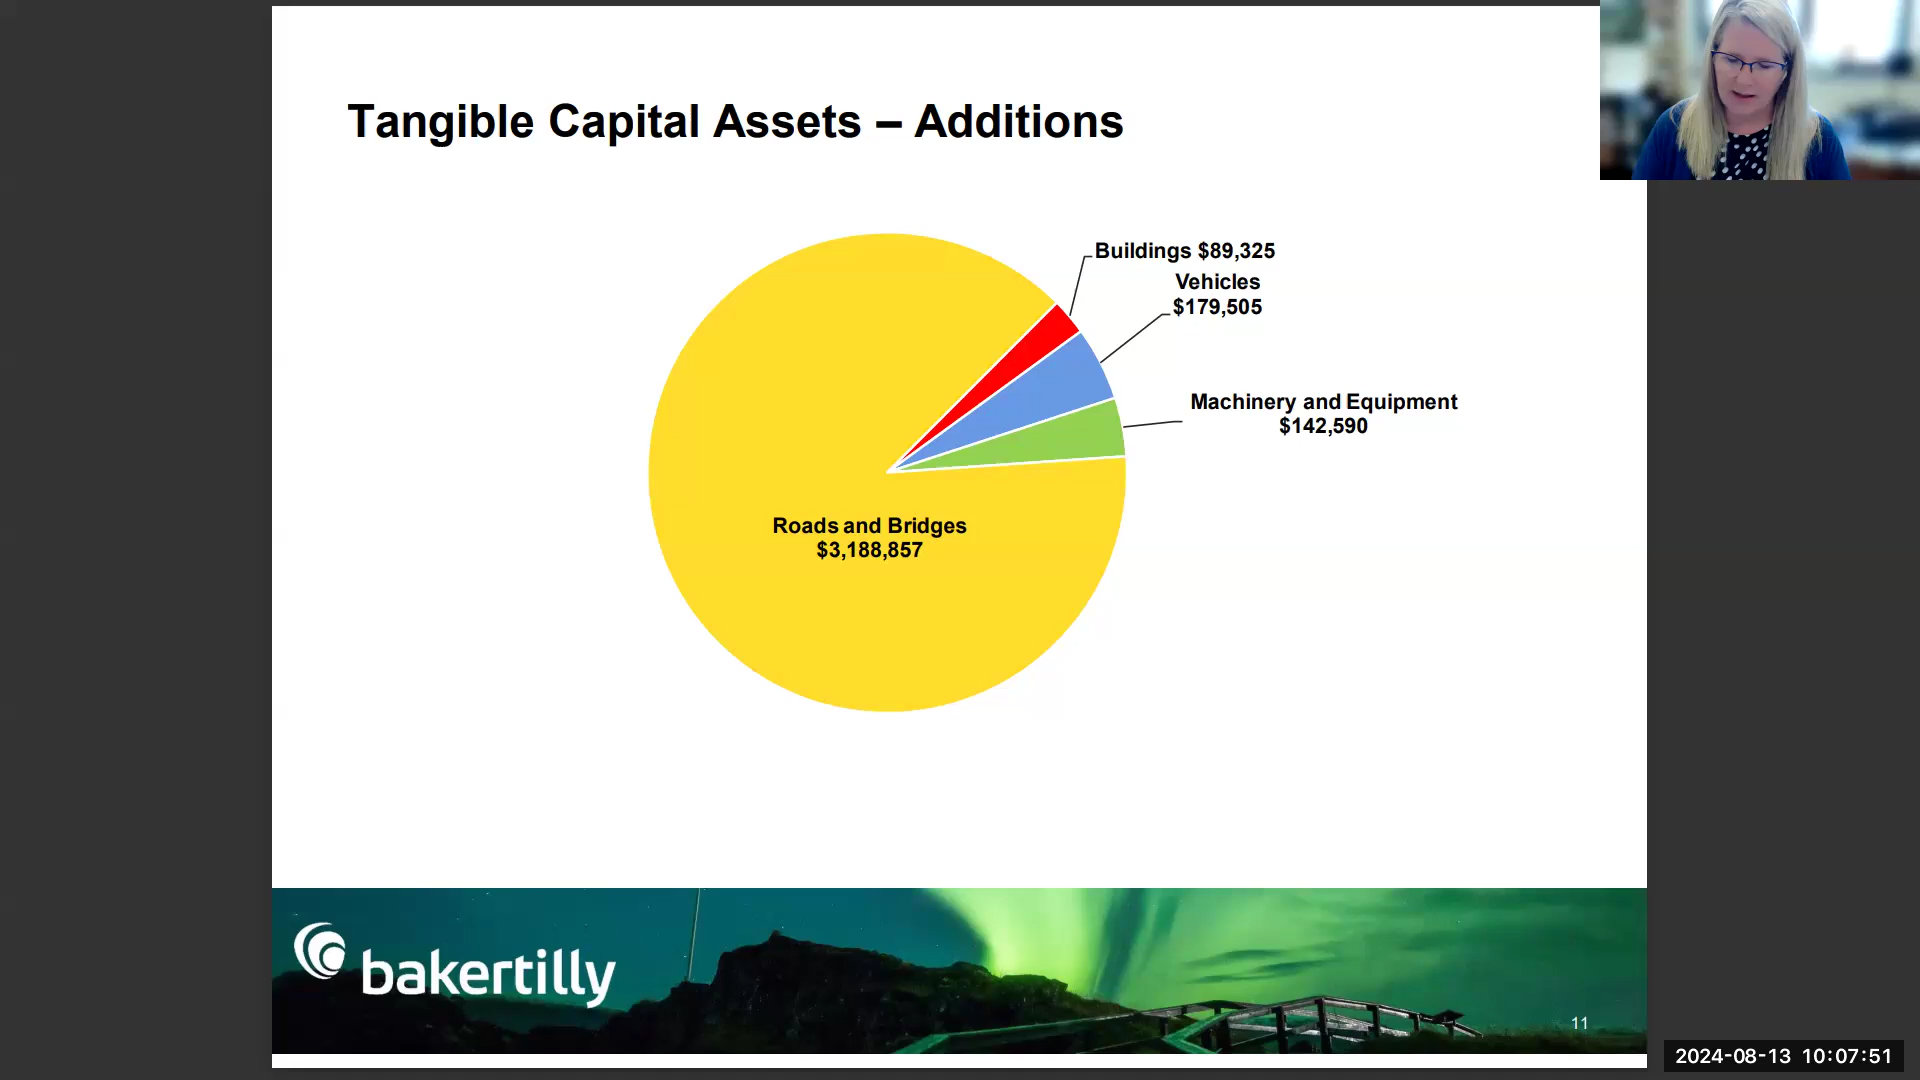 Tangible Capital Assets – Additions
Buildings $89,325
Vehicles
$179,505
Machinery and Equipment
$142,590
Roads and Bridges
$3,188,857
bakertilly
11
2024-08-13 10:07:51